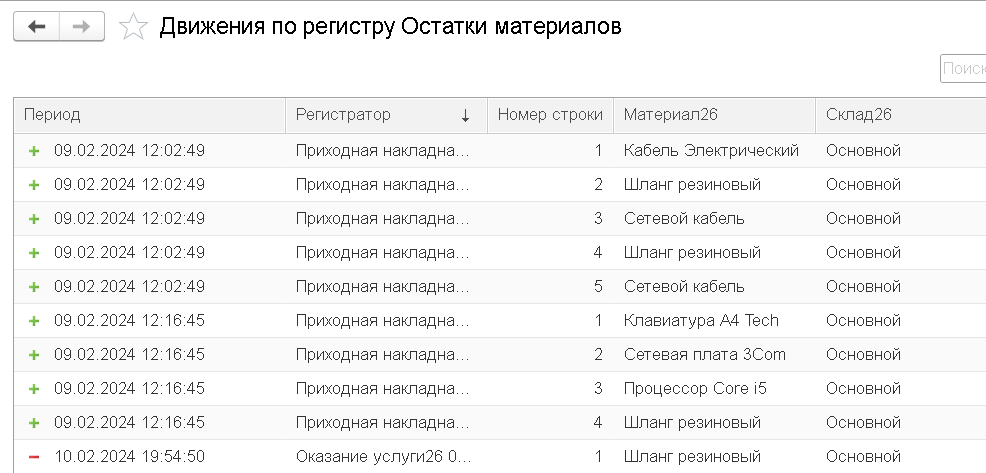 Движения по регистру Остатки материалов
Поиск
Период Регистратор ↓ Номер строки Материал26 Склад26
+ 09.02.2024 12:02:49 Приходная накладна... 1 Кабель Электрический Основной
+ 09.02.2024 12:02:49 Приходная накладна... 2 Шланг резиновый Основной
+ 09.02.2024 12:02:49 Приходная накладна... 3 Сетевой кабель Основной
+ 09.02.2024 12:02:49 Приходная накладна... 4 Шланг резиновый Основной
+ 09.02.2024 12:02:49 Приходная накладна... 5 Сетевой кабель Основной
+ 09.02.2024 12:16:45 Приходная накладна... 1 Клавиатура A4 Tech Основной
+ 09.02.2024 12:16:45 Приходная накладна... 2 Сетевая плата 3Com Основной
+ 09.02.2024 12:16:45 Приходная накладна... 3 Процессор Core i5 Основной
+ 09.02.2024 12:16:45 Приходная накладна... 4 Шланг резиновый Основной
− 10.02.2024 19:54:50 Оказание услуги26 0... 1 Шланг резиновый Основной